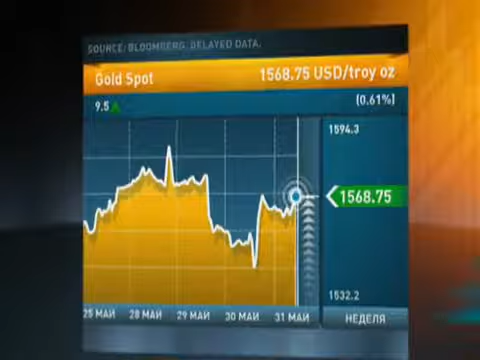 SOURCE: BLOOMBERG. DELAYED DATA.
Gold Spot 1568.75 USD/troy oz
9.5 (0.61%)
1594.3
1568.75
1532.2
25 МАЙ 28 МАЙ 29 МАЙ 30 МАЙ 31 МАЙ НЕДЕЛЯ